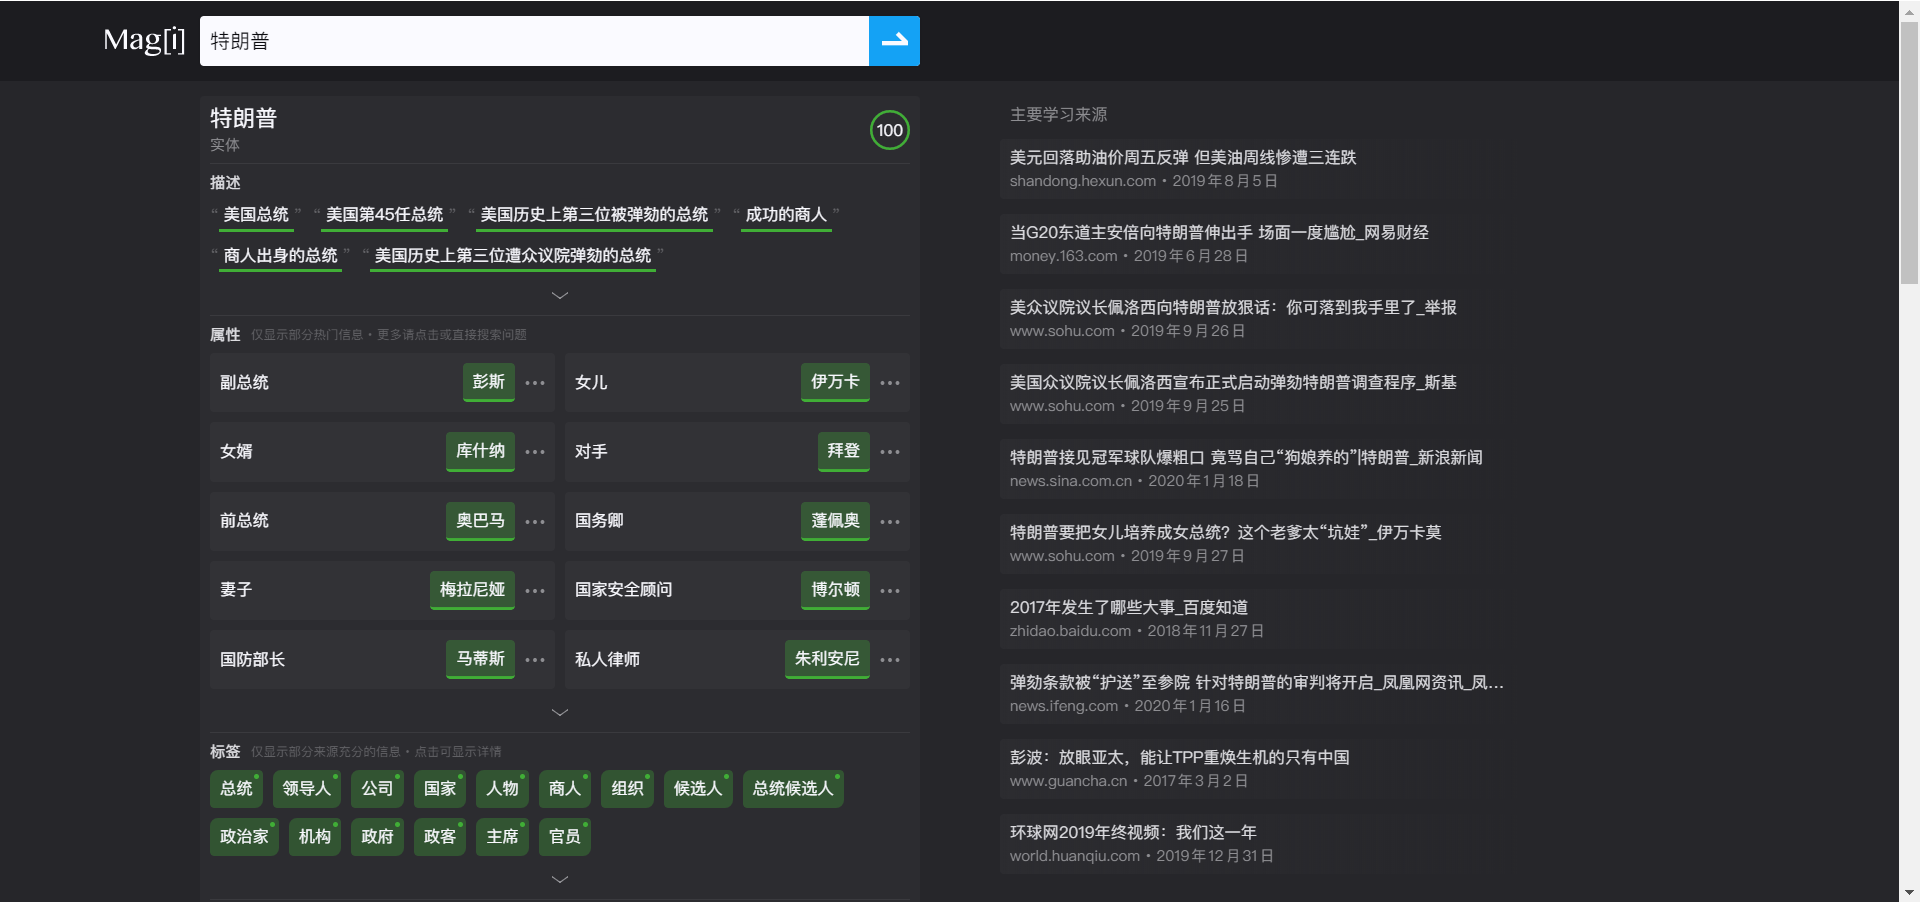 Mag[i]
特朗普
特朗普
实体
100
描述
“ 美国总统 ” “ 美国第45任总统 ” “ 美国历史上第三位被弹劾的总统 ” “ 成功的商人 ”
“ 商人出身的总统 ” “ 美国历史上第三位遭众议院弹劾的总统 ”
属性 仅显示部分热门信息・更多请点击或直接搜索问题
副总统 彭斯 ••• 女儿 伊万卡 •••
女婿 库什纳 ••• 对手 拜登 •••
前总统 奥巴马 ••• 国务卿 蓬佩奥 •••
妻子 梅拉尼娅 ••• 国家安全顾问 博尔顿 •••
国防部长 马蒂斯 ••• 私人律师 朱利安尼 •••
标签 仅显示部分来源充分的信息・点击可显示详情
总统 领导人 公司 国家 人物 商人 组织 候选人 总统候选人
政治家 机构 政府 政客 主席 官员
主要学习来源
美元回落助油价周五反弹 但美油周线惨遭三连跌
shandong.hexun.com・2019年8月5日
当G20东道主安倍向特朗普伸出手 场面一度尴尬_网易财经
money.163.com・2019年6月28日
美众议院议长佩洛西向特朗普放狠话：你可落到我手里了_举报
www.sohu.com・2019年9月26日
美国众议院议长佩洛西宣布正式启动弹劾特朗普调查程序_斯基
www.sohu.com・2019年9月25日
特朗普接见冠军球队爆粗口 竟骂自己“狗娘养的”|特朗普_新浪新闻
news.sina.com.cn・2020年1月18日
特朗普要把女儿培养成女总统？这个老爹太“坑娃”_伊万卡莫
www.sohu.com・2019年9月27日
2017年发生了哪些大事_百度知道
zhidao.baidu.com・2018年11月27日
弹劾条款被“护送”至参院 针对特朗普的审判将开启_凤凰网资讯_凤…
news.ifeng.com・2020年1月16日
彭波：放眼亚太，能让TPP重焕生机的只有中国
www.guancha.cn・2017年3月2日
环球网2019年终视频：我们这一年
world.huanqiu.com・2019年12月31日